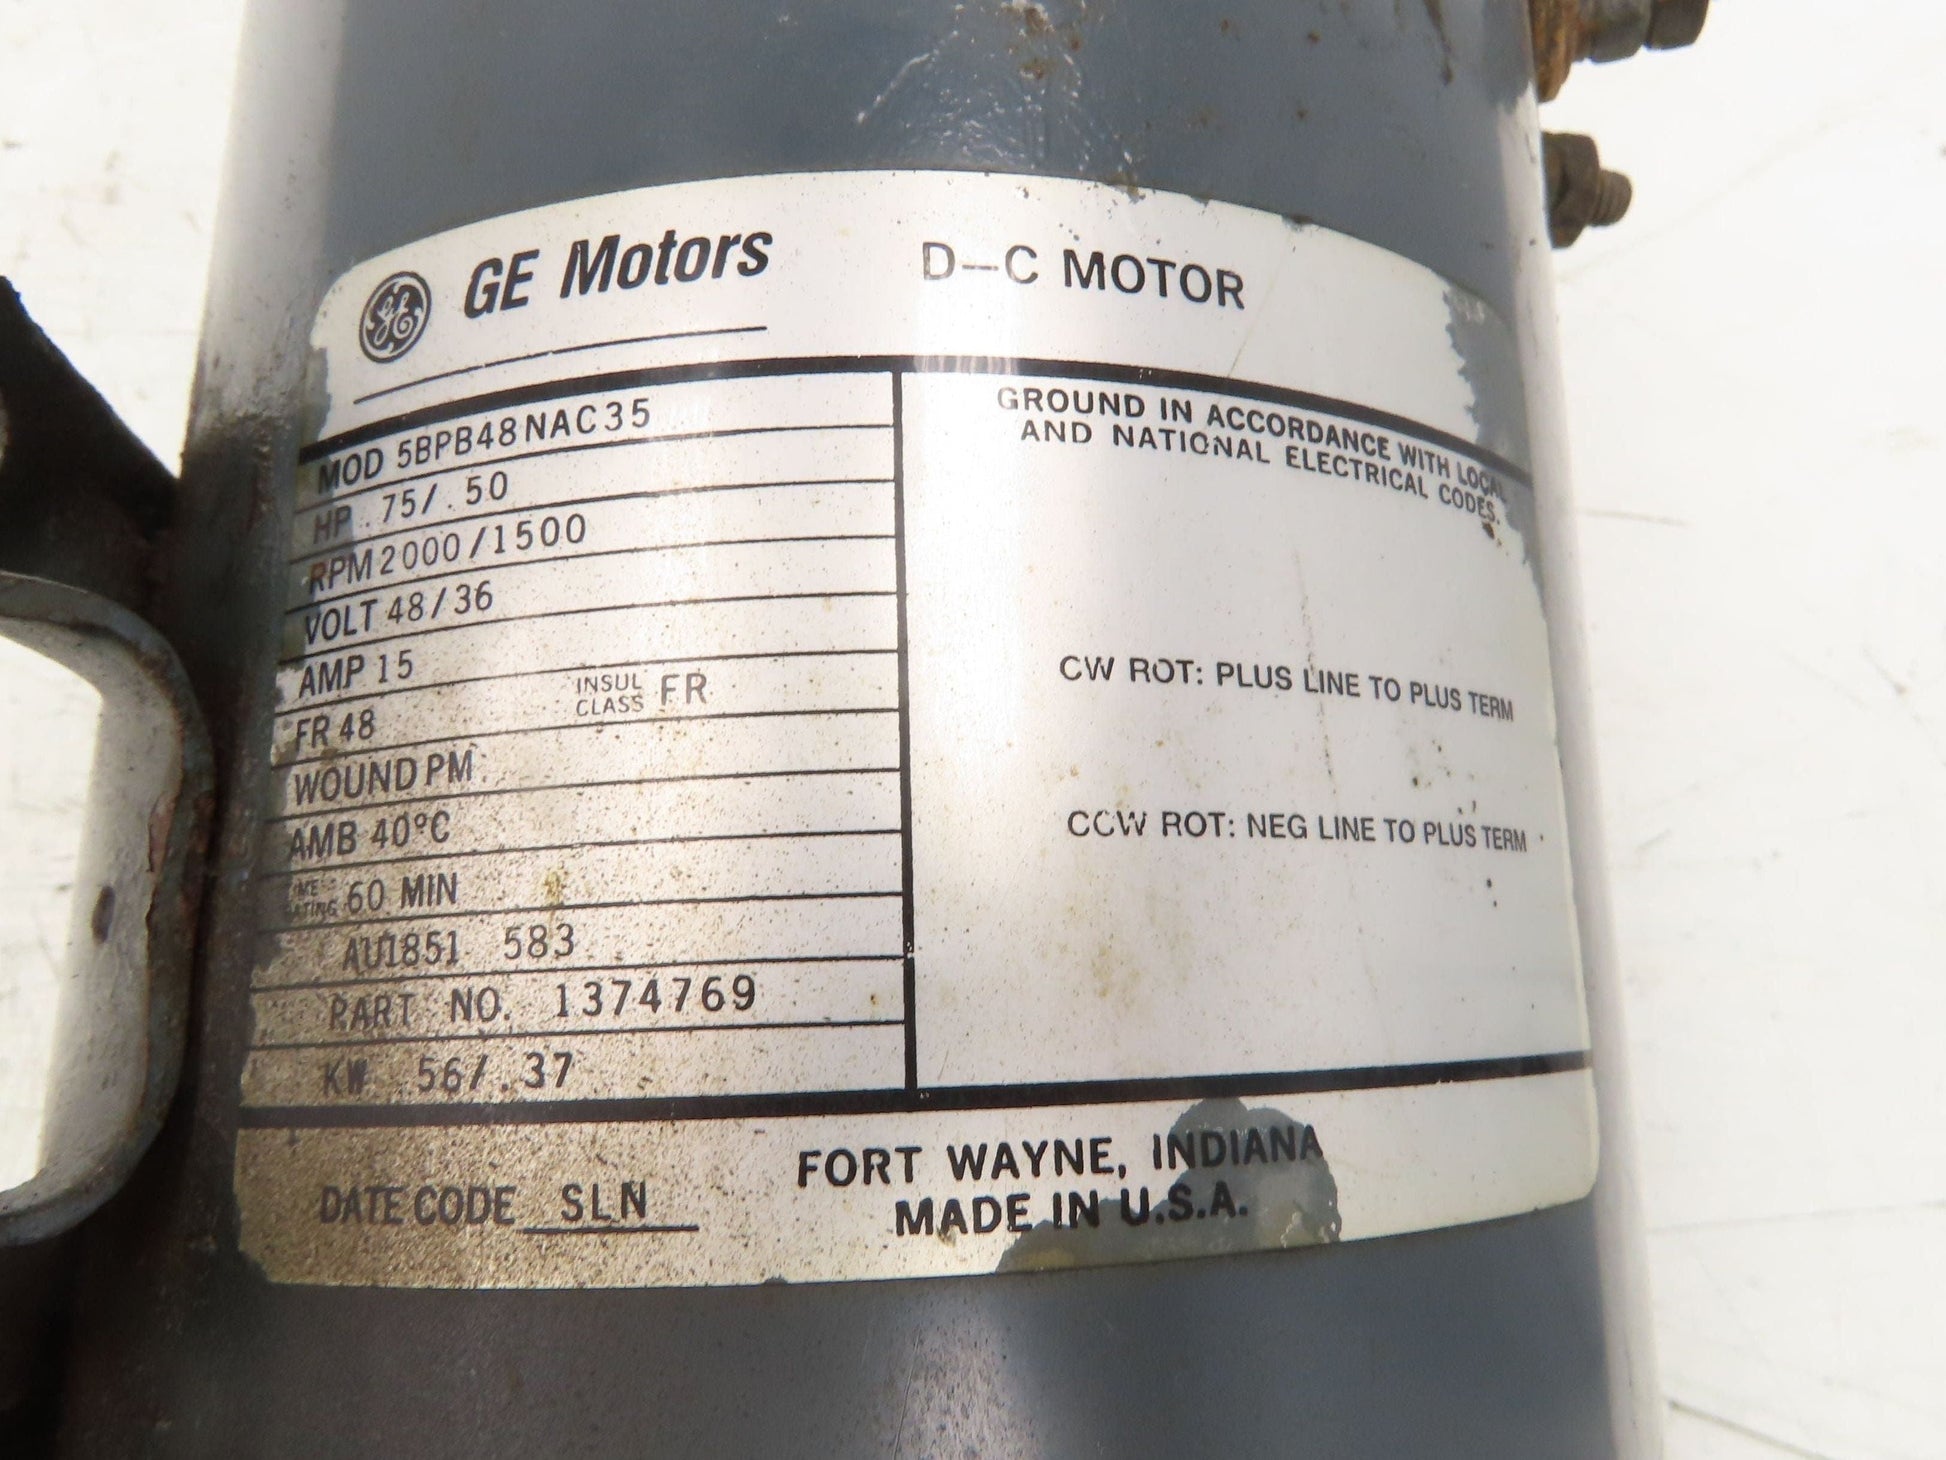 GE GE Motors D-C MOTOR
MOD 5BPB48NAC35
HP .75/.50
RPM 2000/1500
VOLT 48/36
AMP 15
FR 48 INSUL CLASS FR
WOUND PM
AMB 40°C
TIME RATING 60 MIN
AU1851 583
PART NO. 1374769
KW .56/.37
GROUND IN ACCORDANCE WITH LOCAL
AND NATIONAL ELECTRICAL CODES.
CW ROT: PLUS LINE TO PLUS TERM
CCW ROT: NEG LINE TO PLUS TERM
DATE CODE SLN
FORT WAYNE, INDIANA
MADE IN U.S.A.